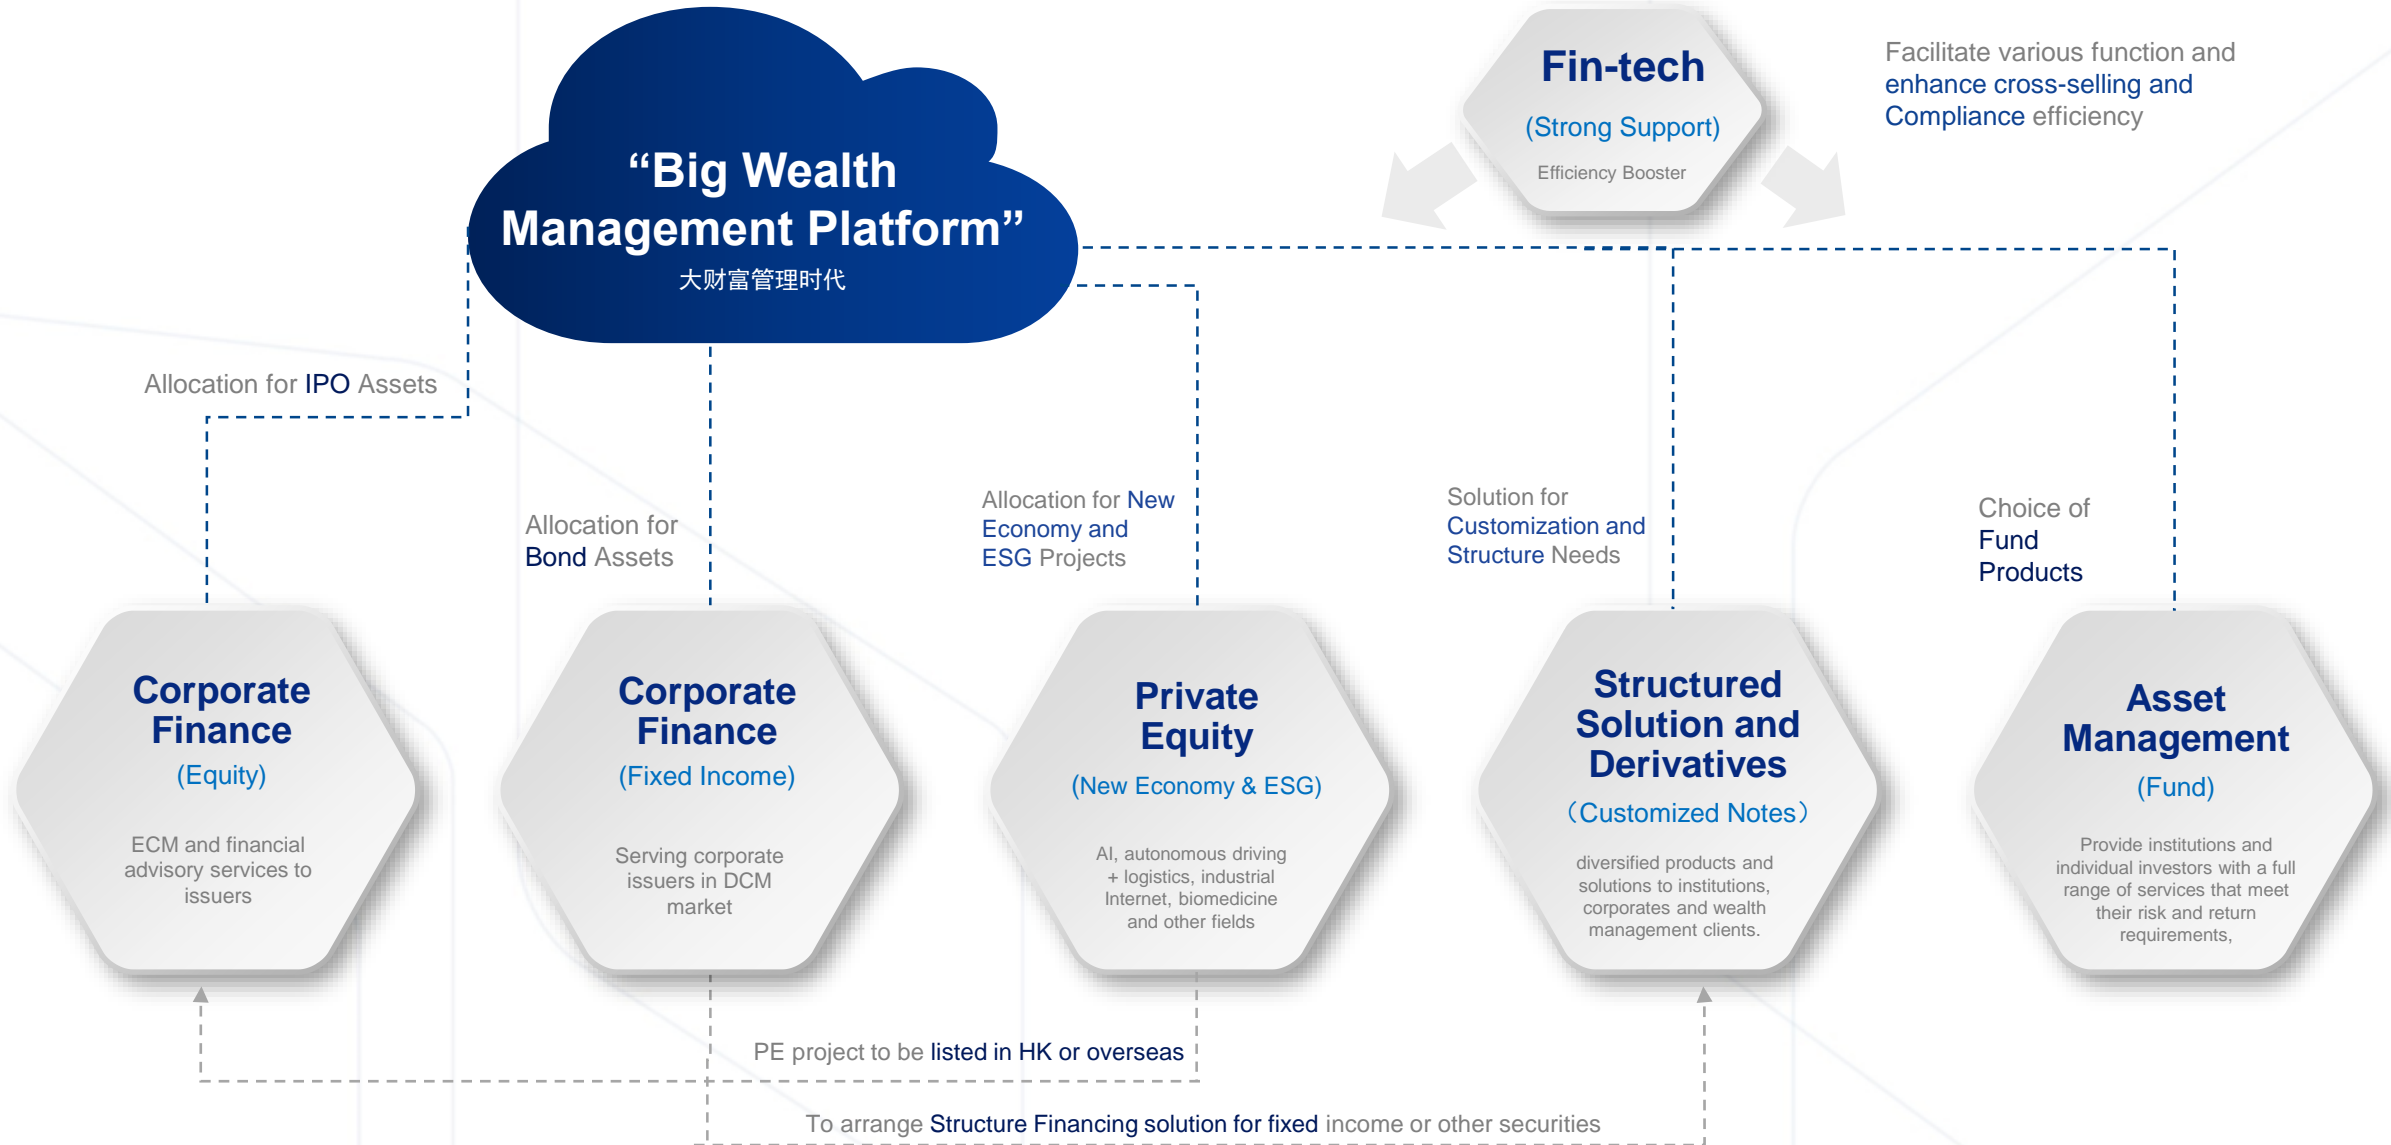 “Big Wealth
Management Platform”
大财富管理时代
Fin-tech
(Strong Support)
Efficiency Booster
Facilitate various function and
enhance cross-selling and
Compliance efficiency
Allocation for IPO Assets
Allocation for
Bond Assets
Allocation for New
Economy and
ESG Projects
Solution for
Customization and
Structure Needs
Choice of
Fund
Products
Corporate
Finance
(Equity)
ECM and financial
advisory services to
issuers
Corporate
Finance
(Fixed Income)
Serving corporate
issuers in DCM
market
Private
Equity
(New Economy & ESG)
AI, autonomous driving
+ logistics, industrial
Internet, biomedicine
and other fields
Structured
Solution and
Derivatives
（Customized Notes）
diversified products and
solutions to institutions,
corporates and wealth
management clients.
Asset
Management
(Fund)
Provide institutions and
individual investors with a full
range of services that meet
their risk and return
requirements,
PE project to be listed in HK or overseas
To arrange Structure Financing solution for fixed income or other securities